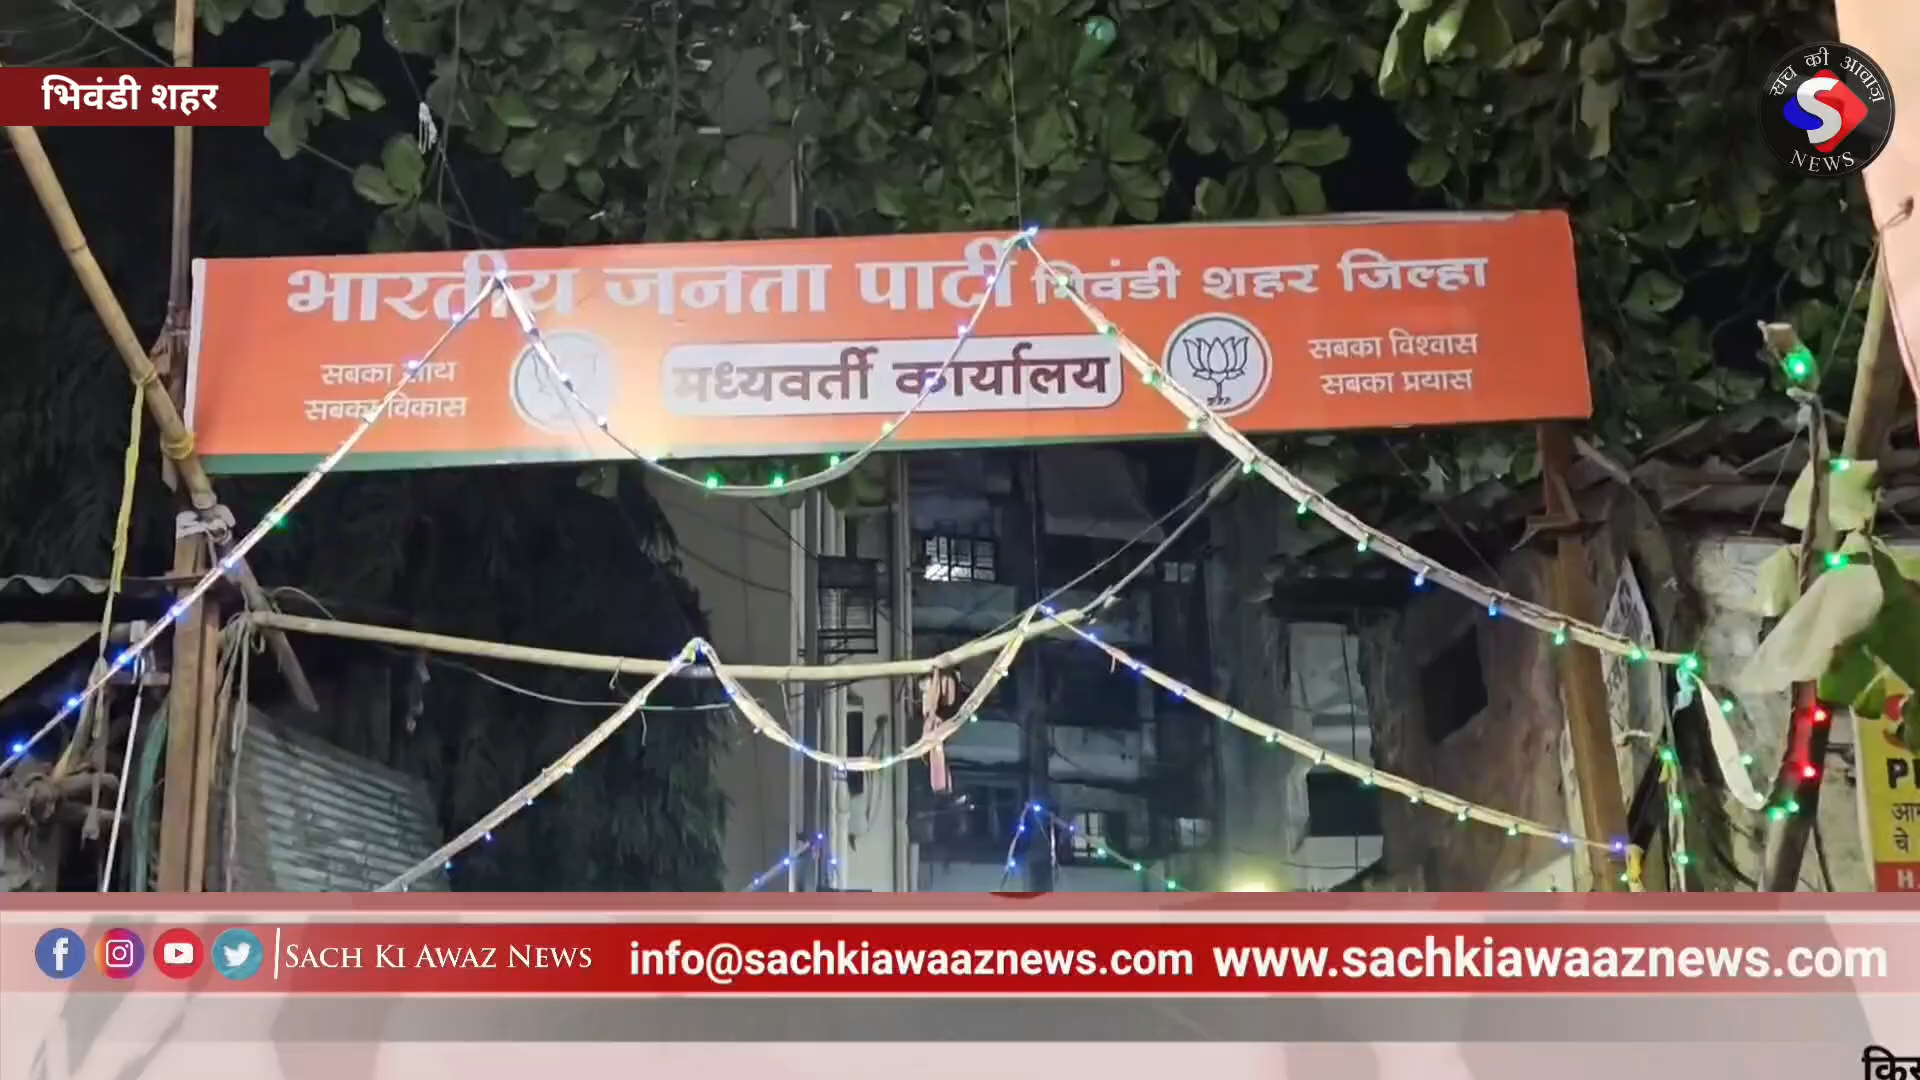 भिवंडी शहर
सच की आवाज़
S
NEWS
भारतीय जनता पार्टी भिवंडी शहर जिल्हा
सबका साथ
सबका विकास
मध्यवर्ती कार्यालय
सबका विश्वास
सबका प्रयास
चे
H.
SACH KI AWAZ NEWS
info@sachkiawaaznews.com
www.sachkiawaaznews.com